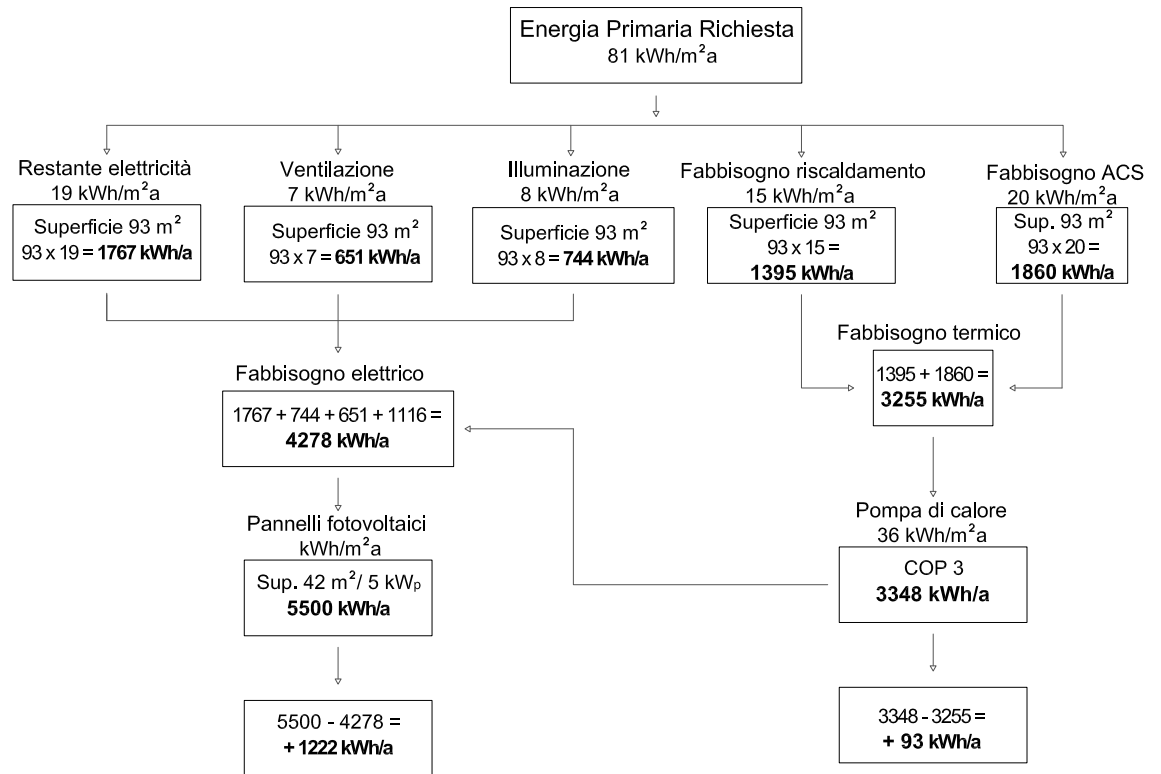 Energia Primaria Richiesta
81 kWh/m²a
Restante elettricità
19 kWh/m²a
Superficie 93 m²
93 x 19 = 1767 kWh/a
Ventilazione
7 kWh/m²a
Superficie 93 m²
93 x 7 = 651 kWh/a
Illuminazione
8 kWh/m²a
Superficie 93 m²
93 x 8 = 744 kWh/a
Fabbisogno riscaldamento
15 kWh/m²a
Superficie 93 m²
93 x 15 =
1395 kWh/a
Fabbisogno ACS
20 kWh/m²a
Sup. 93 m²
93 x 20 =
1860 kWh/a
Fabbisogno elettrico
1767 + 744 + 651 + 1116 =
4278 kWh/a
Fabbisogno termico
1395 + 1860 =
3255 kWh/a
Pannelli fotovoltaici
kWh/m²a
Sup. 42 m²/ 5 kWp
5500 kWh/a
Pompa di calore
36 kWh/m²a
COP 3
3348 kWh/a
5500 - 4278 =
+ 1222 kWh/a
3348 - 3255 =
+ 93 kWh/a